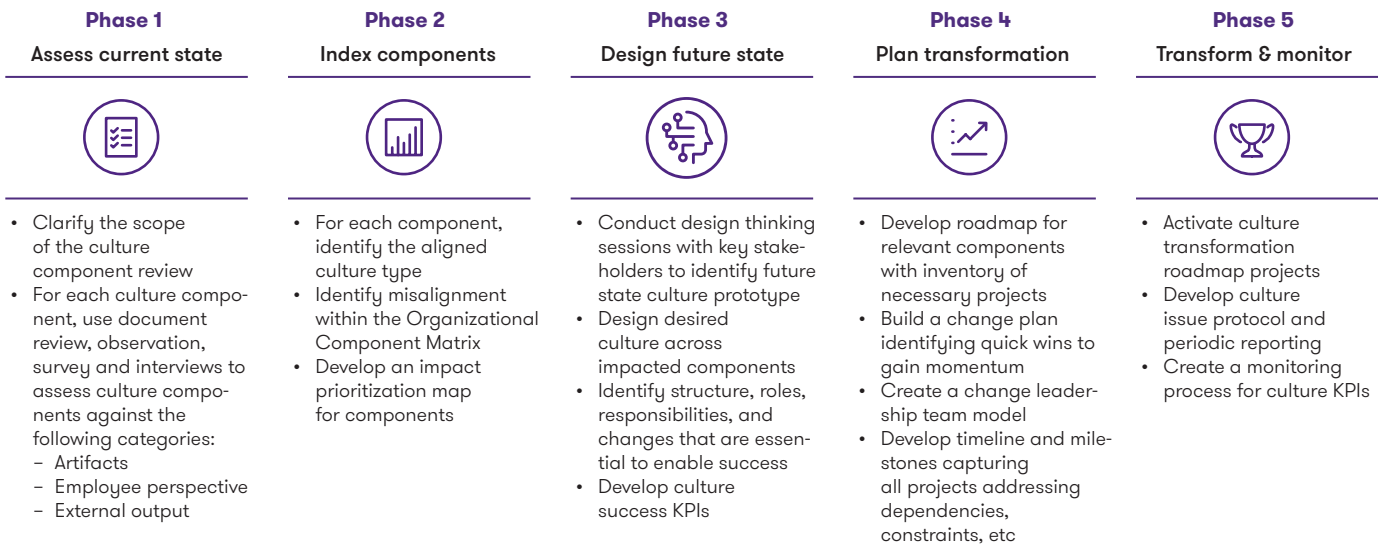 Phase 1
Assess current state
• Clarify the scope
of the culture
component review
• For each culture compo-
nent, use document
review, observation,
survey and interviews to
assess culture compo-
nents against the
following categories:
– Artifacts
– Employee perspective
– External output
Phase 2
Index components
• For each component,
identify the aligned
culture type
• Identify misalignment
within the Organizational
Component Matrix
• Develop an impact
prioritization map
for components
Phase 3
Design future state
• Conduct design thinking
sessions with key stake-
holders to identify future
state culture prototype
• Design desired
culture across
impacted components
• Identify structure, roles,
responsibilities, and
changes that are essen-
tial to enable success
• Develop culture
success KPIs
Phase 4
Plan transformation
• Develop roadmap for
relevant components
with inventory of
necessary projects
• Build a change plan
identifying quick wins to
gain momentum
• Create a change leader-
ship team model
• Develop timeline and mile-
stones capturing
all projects addressing
dependencies,
constraints, etc
Phase 5
Transform & monitor
• Activate culture
transformation
roadmap projects
• Develop culture
issue protocol and
periodic reporting
• Create a monitoring
process for culture KPIs